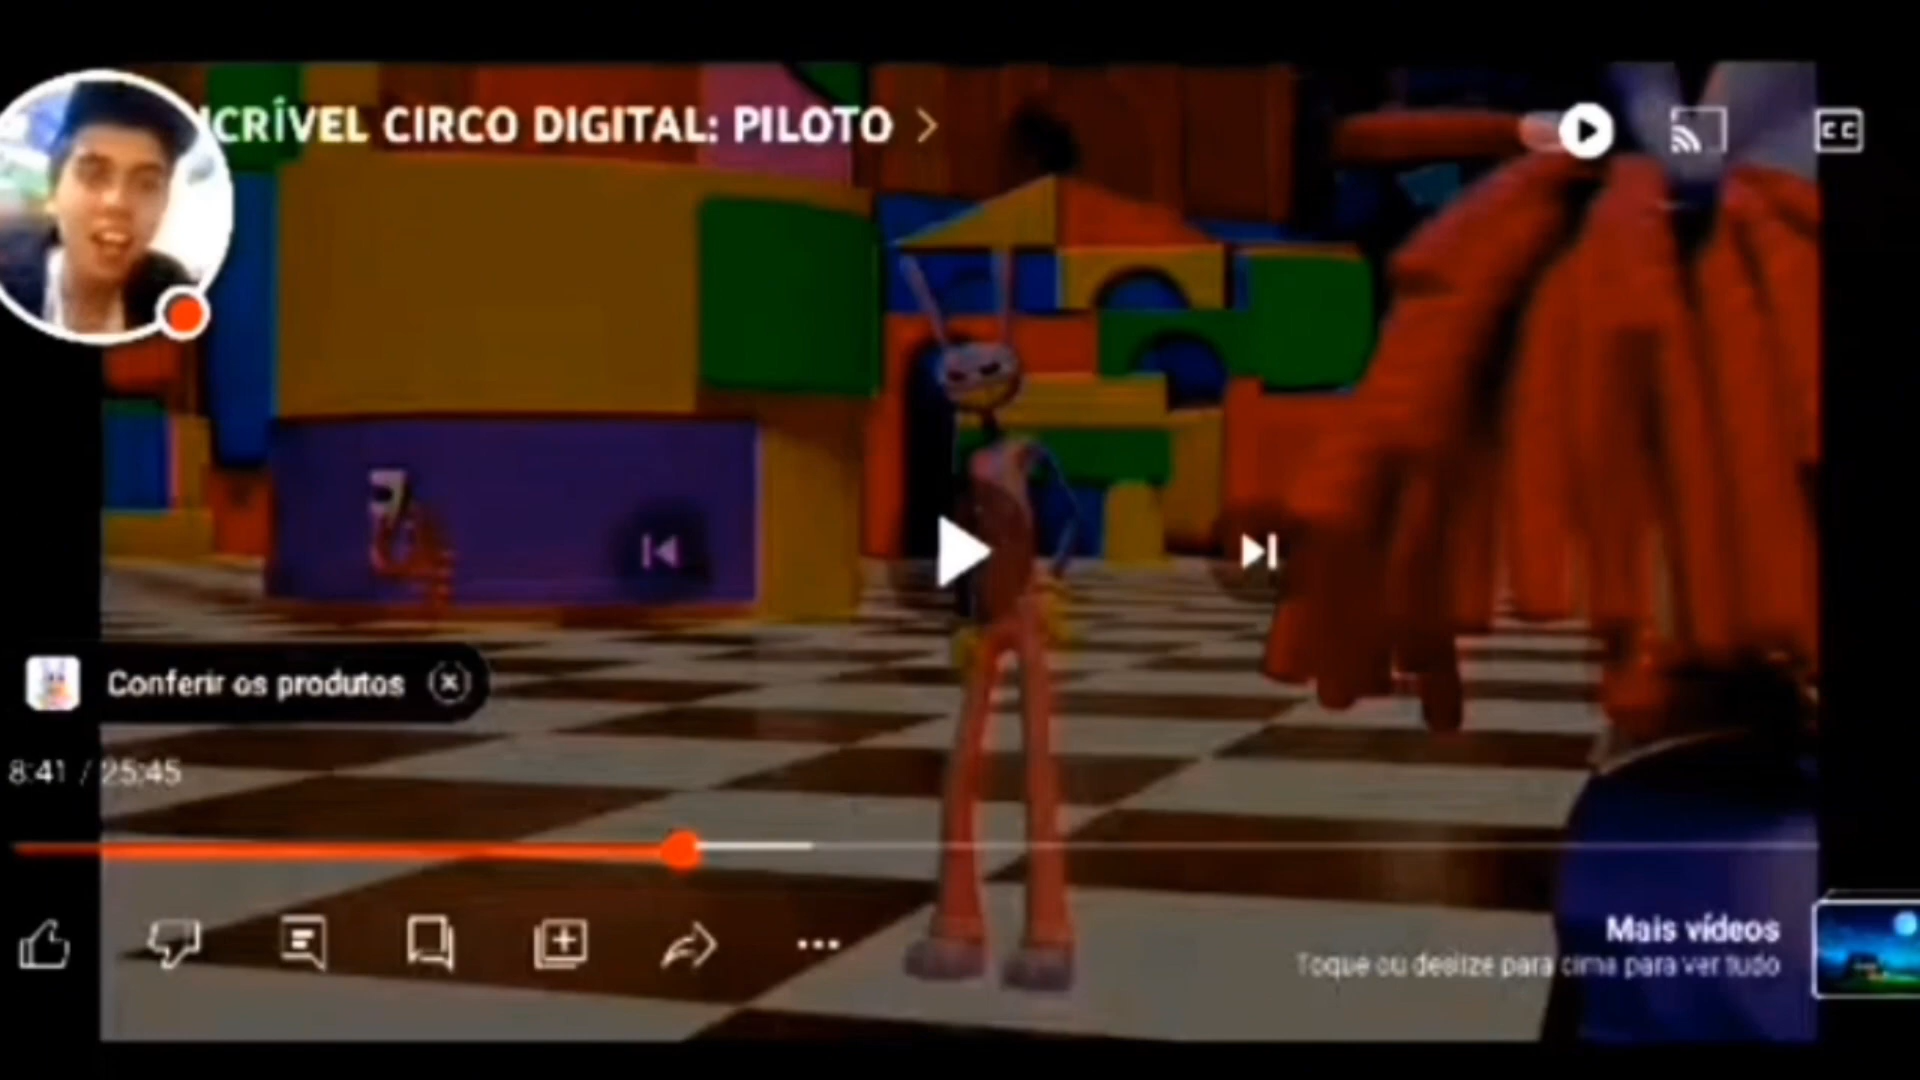 CRÍVEL CIRCO DIGITAL: PILOTO
CC
Conferir os produtos
8:41 / 25:45
Mais vídeos
Toque ou deslize para cima para ver tudo